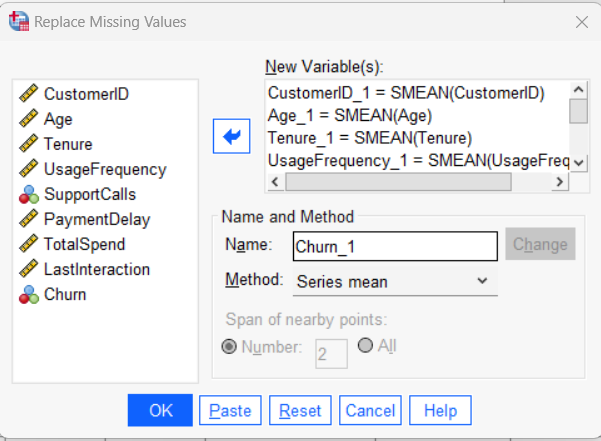 Replace Missing Values
CustomerID
Age
Tenure
UsageFrequency
SupportCalls
PaymentDelay
TotalSpend
LastInteraction
Churn
New Variable(s):
CustomerID_1 = SMEAN(CustomerID)
Age_1 = SMEAN(Age)
Tenure_1 = SMEAN(Tenure)
UsageFrequency_1 = SMEAN(UsageFreq
Name and Method
Name: Churn_1 Change
Method: Series mean
Span of nearby points:
Number: 2 All
OK Paste Reset Cancel Help